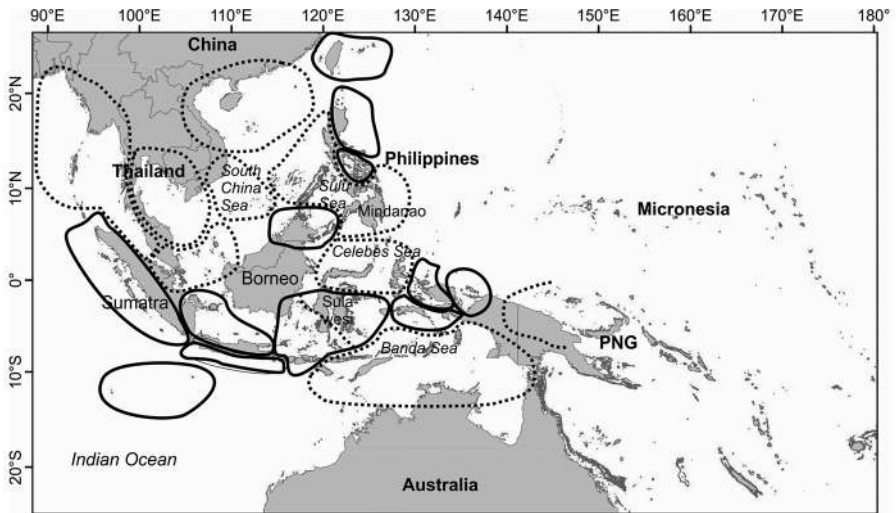 90°E 100°E 110°E 120°E 130°E 140°E 150°E 160°E 170°E 180°
China
20°N
Philippines
Thailand
South
China
Sea
Sulu
Sea
10°N
Mindanao
Micronesia
Celebes Sea
0°
Borneo
Sumatra
Sula-
wesi
PNG
Banda Sea
10°S
Indian Ocean
20°S
Australia